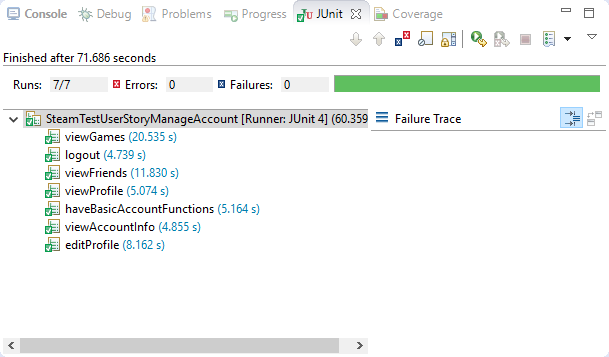 Console Debug Problems Progress JUnit Coverage
Finished after 71.686 seconds
Runs: 7/7 Errors: 0 Failures: 0
SteamTestUserStoryManageAccount [Runner: JUnit 4] (60.359 Failure Trace
viewGames (20.535 s)
logout (4.739 s)
viewFriends (11.830 s)
viewProfile (5.074 s)
haveBasicAccountFunctions (5.164 s)
viewAccountInfo (4.855 s)
editProfile (8.162 s)